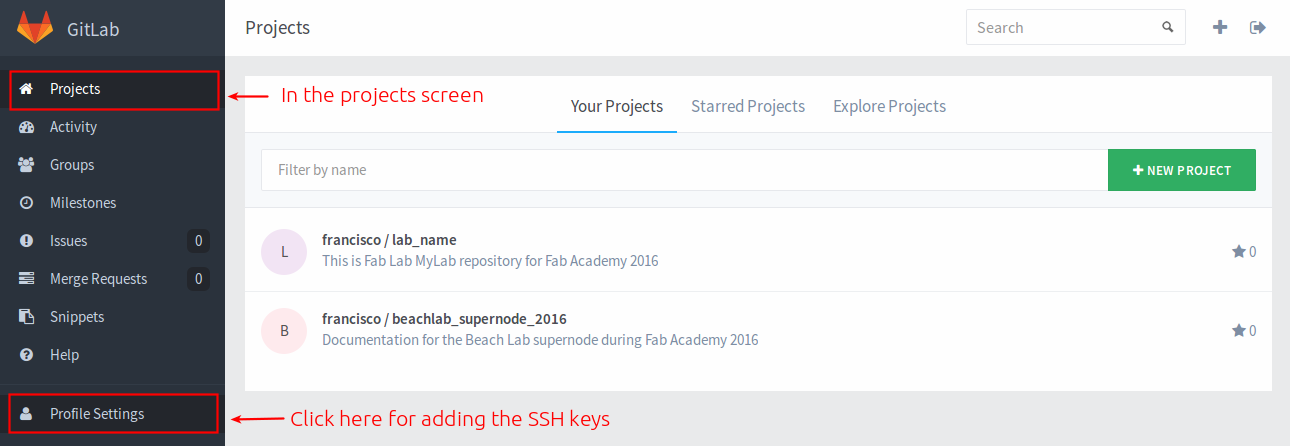 GitLab
Projects
Search
Projects
In the projects screen
Your Projects Starred Projects Explore Projects
Activity
Groups
Filter by name
NEW PROJECT
Milestones
Issues 0
L
francisco / lab_name
This is Fab Lab MyLab repository for Fab Academy 2016
0
Merge Requests 0
Snippets
B
francisco / beachlab_supernode_2016
Documentation for the Beach Lab supernode during Fab Academy 2016
0
Help
Profile Settings
Click here for adding the SSH keys